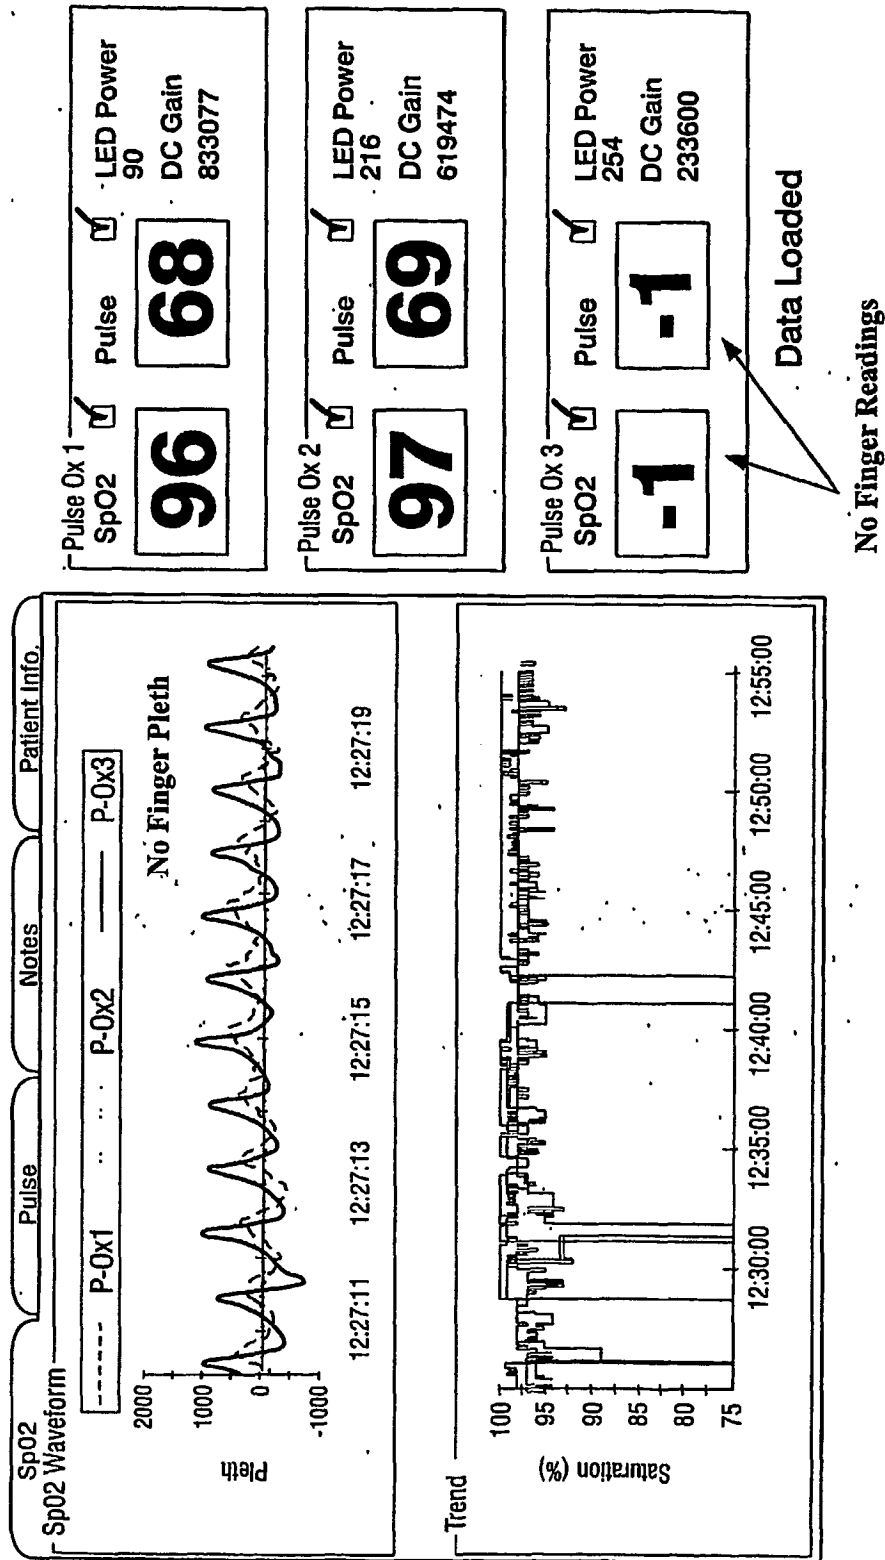 Sp02
Pulse
Notes
Patient Info.
Sp02 Waveform
P-0x1
P-0x2
P-0x3
No Finger Pleth
2000
1000
0
-1000
Pleth
12:27:11
12:27:13
12:27:15
12:27:17
12:27:19
Trend
100
95
90
85
80
75
Saturation (%)
12:30:00
12:35:00
12:40:00
12:45:00
12:50:00
12:55:00
Pulse Ox 1
SpO2
Pulse
LED Power
90
96
68
DC Gain
833077
Pulse Ox 2
SpO2
Pulse
LED Power
216
97
69
DC Gain
619474
Pulse Ox 3
SpO2
Pulse
LED Power
254
-1
-1
DC Gain
233600
Data Loaded
No Finger Readings